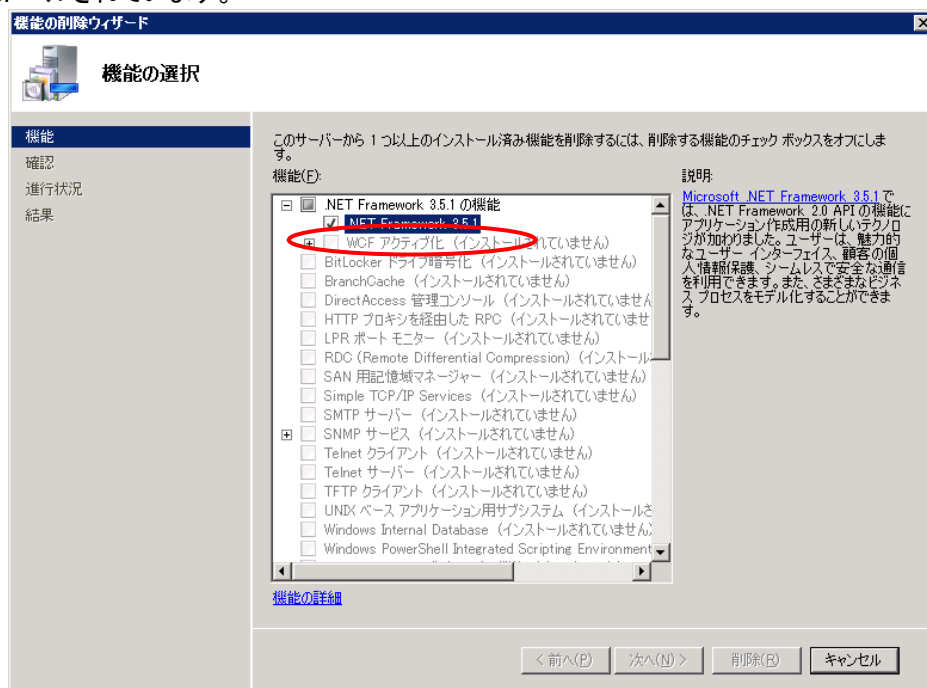 されています。
機能の削除ウィザード
機能の選択
機能
確認
進行状況
結果
このサーバーから 1 つ以上のインストール済み機能を削除するには、削除する機能のチェック ボックスをオフにしま
す。
機能(F):
.NET Framework 3.5.1 の機能
.NET Framework 3.5.1
WCF アクティブ化 (インストールされていません)
BitLocker ドライブ暗号化 (インストールされていません)
BranchCache (インストールされていません)
DirectAccess 管理コンソール (インストールされていません
HTTP プロキシを経由した RPC (インストールされていませ
LPR ポート モニター (インストールされていません)
RDC (Remote Differential Compression) (インストール
SAN 用記憶域マネージャー (インストールされていません)
Simple TCP/IP Services (インストールされていません)
SMTP サーバー (インストールされていません)
SNMP サービス (インストールされていません)
Telnet クライアント (インストールされていません)
Telnet サーバー (インストールされていません)
TFTP クライアント (インストールされていません)
UNIX ベース アプリケーション用サブシステム (インストールさ
Windows Internal Database (インストールされていません)
Windows PowerShell Integrated Scripting Environment
説明:
Microsoft .NET Framework 3.5.1 で
は、.NET Framework 2.0 API の機能に
アプリケーション作成用の新しいテクノロ
ジが加わりました。ユーザーは、魅力的
なユーザー インターフェイス、顧客の個
人情報保護、シームレスで安全な通信
を利用できます。また、さまざまなビジネ
ス プロセスをモデル化することができま
す。
機能の詳細
< 前へ(P)
次へ(N) >
削除(R)
キャンセル